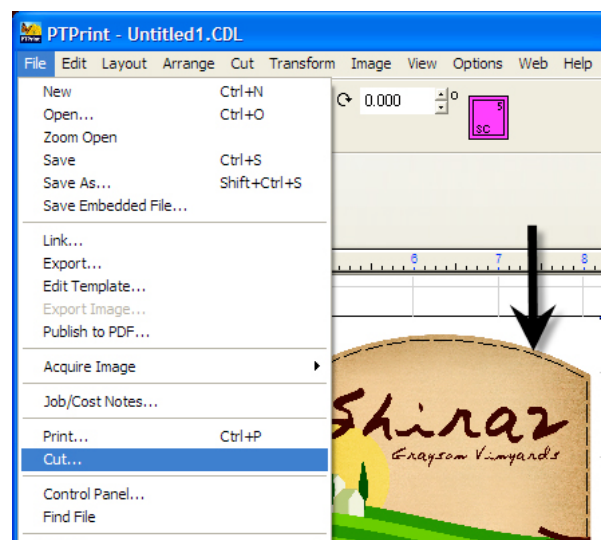 PTPrint - Untitled1.CDL
File Edit Layout Arrange Cut Transform Image View Options Web Help
New Ctrl+N
Open... Ctrl+O
Zoom Open
Save Ctrl+S
Save As... Shift+Ctrl+S
Save Embedded File...
Link...
Export...
Edit Template...
Export Image...
Publish to PDF...
Acquire Image
Job/Cost Notes...
Print... Ctrl+P
Cut...
Control Panel...
Find File
0.000 o
5
SC
6 7 8
Shiraz
Grayson Vinyards